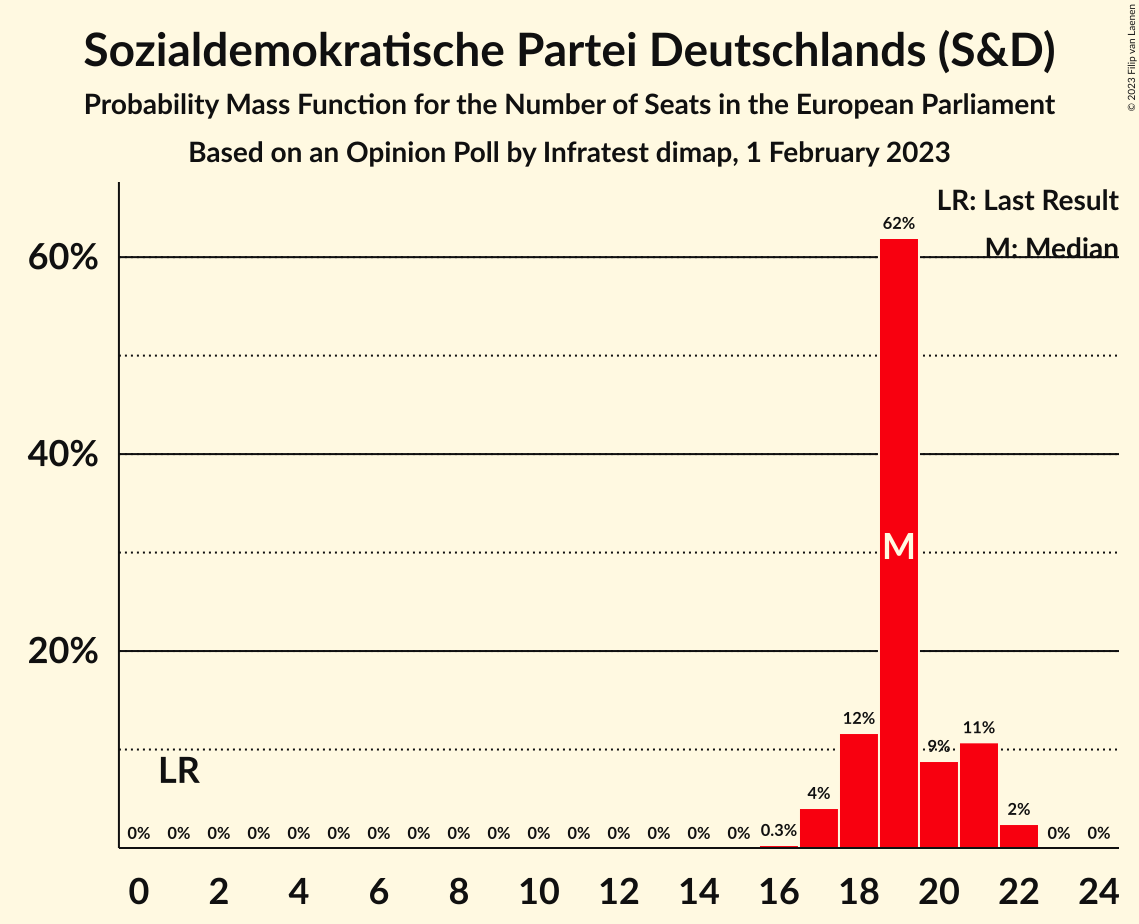 Sozialdemokratische Partei Deutschlands (S&D)
Probability Mass Function for the Number of Seats in the European Parliament
Based on an Opinion Poll by Infratest dimap, 1 February 2023
© 2023 Filip van Laenen
LR: Last Result
M: Median
60%
40%
20%
62%
M
12%
11%
9%
4%
2%
LR
0% 0% 0% 0% 0% 0% 0% 0% 0% 0% 0% 0% 0% 0% 0% 0% 0.3% 0% 0%
0 2 4 6 8 10 12 14 16 18 20 22 24